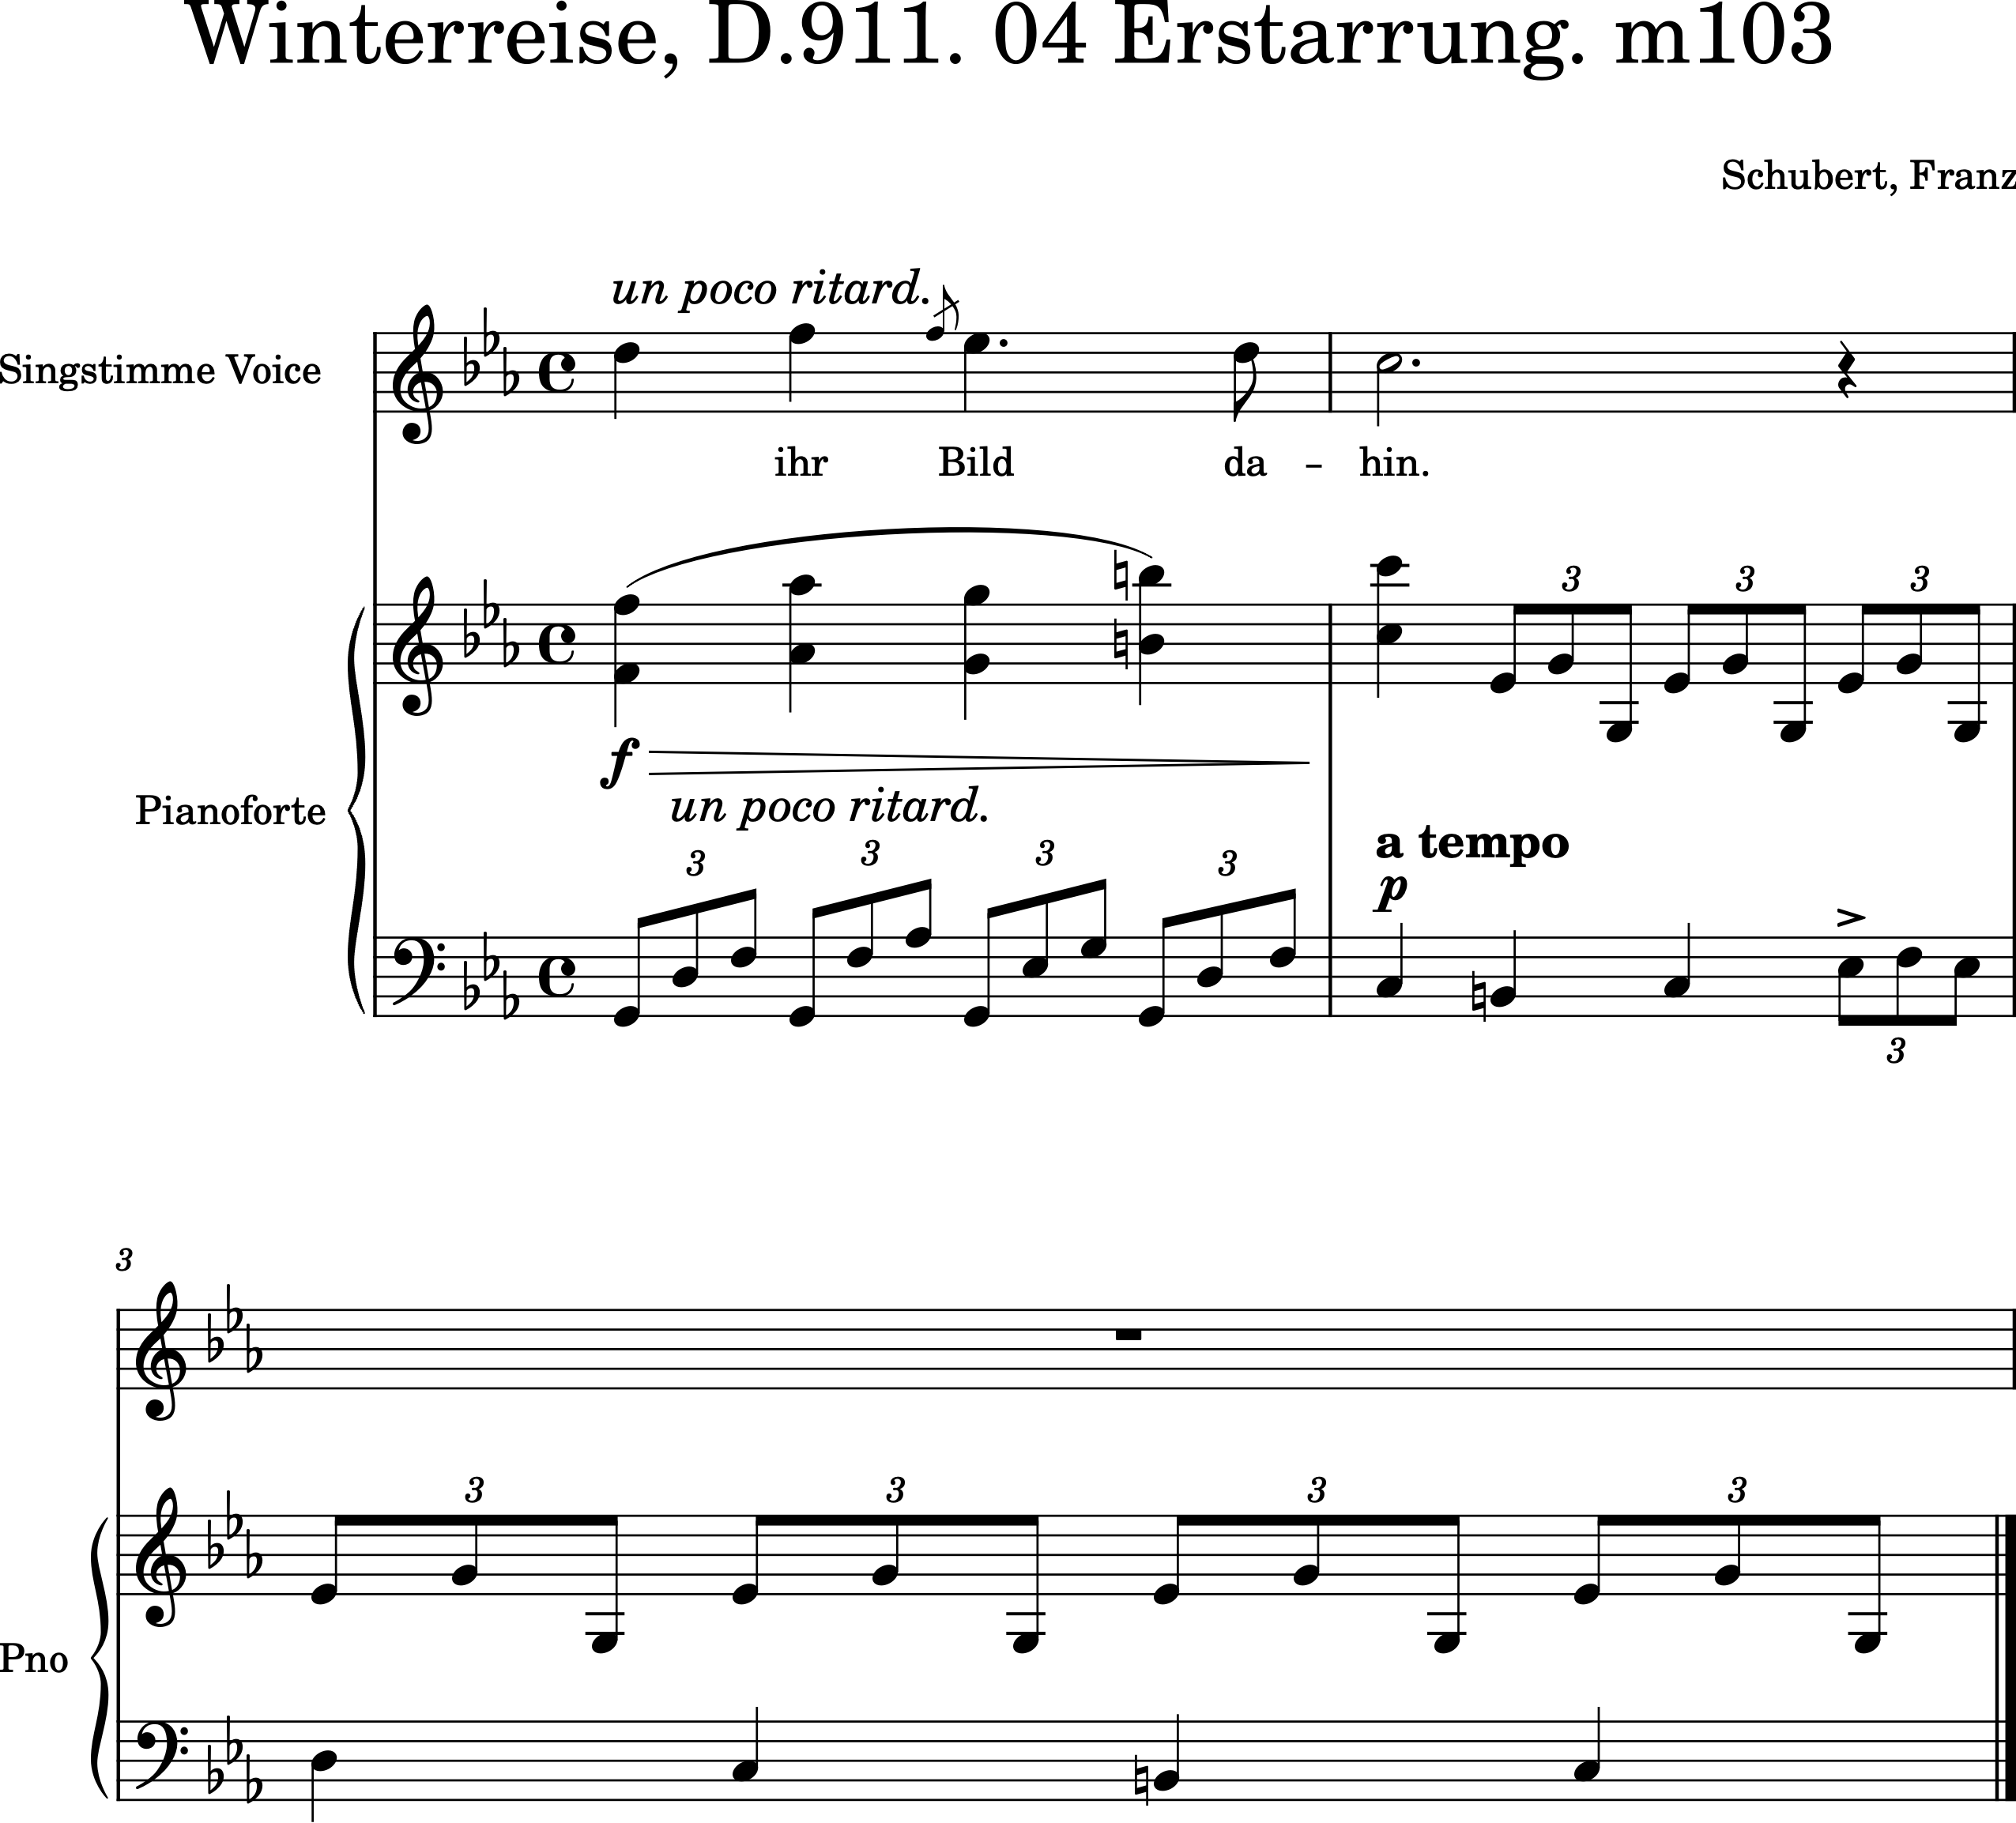 Winterreise, D.911. 04 Erstarrung. m103
Schubert, Franz
un poco ritard.
Singstimme Voice
ihr Bild da – hin.
3 3 3
f
un poco ritard.
Pianoforte
a tempo
3 3 3 3
p
3
3
3 3 3 3
Pno